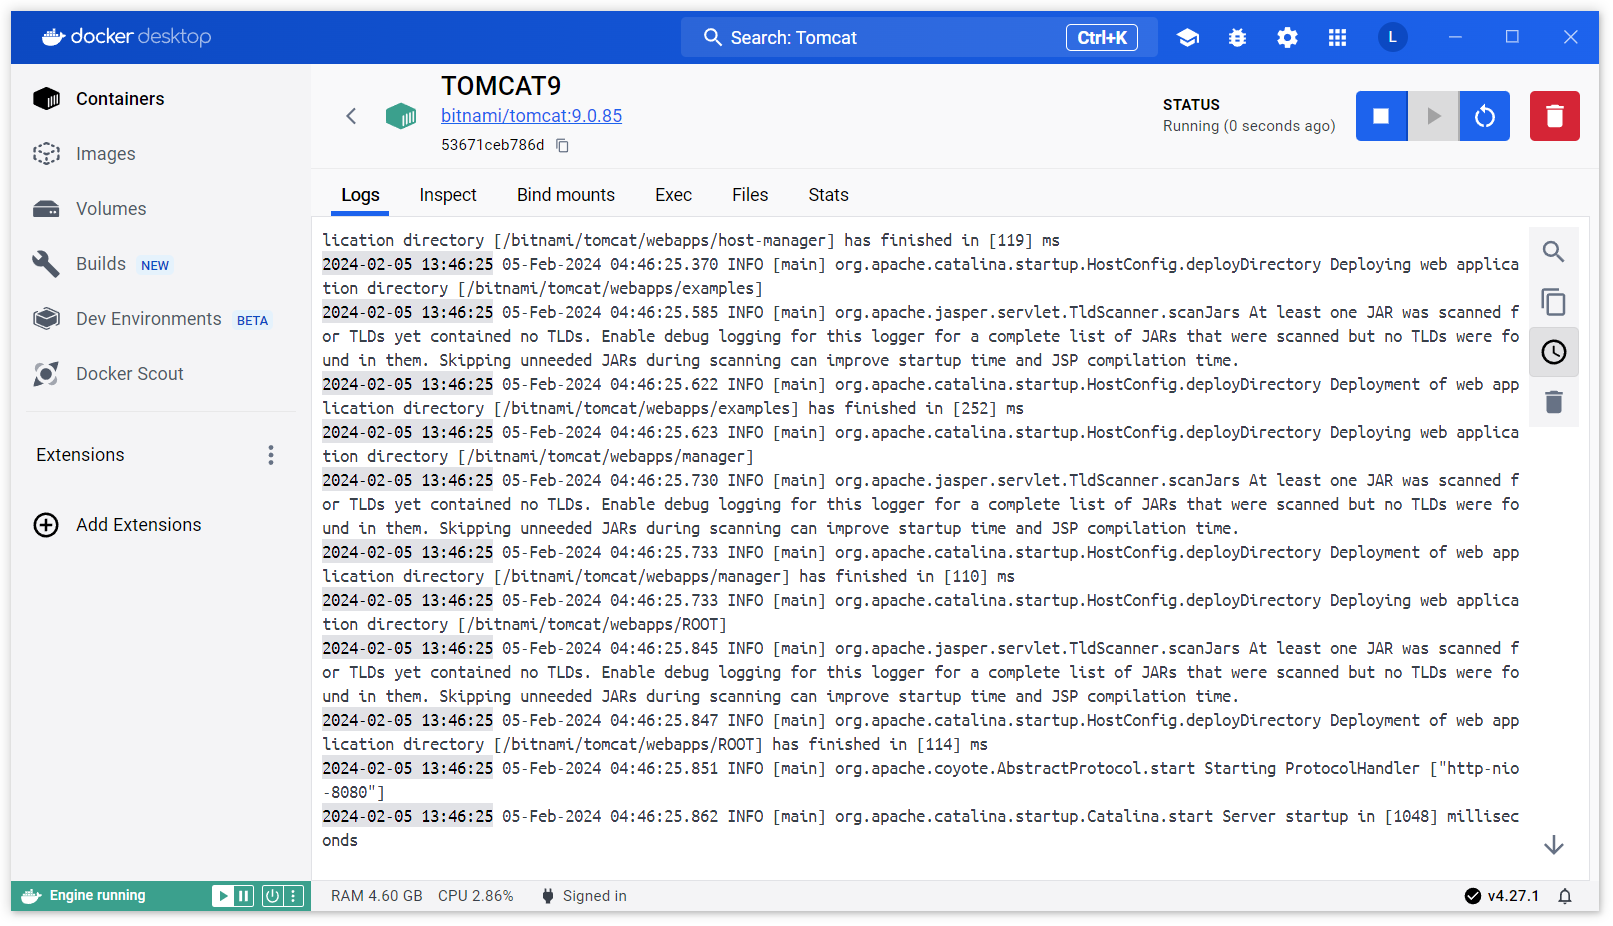 docker desktop
Search: Tomcat
Ctrl+K
L
Containers
Images
Volumes
Builds NEW
Dev Environments BETA
Docker Scout
Extensions
Add Extensions
TOMCAT9
bitnami/tomcat:9.0.85
53671ceb786d
STATUS
Running (0 seconds ago)
Logs Inspect Bind mounts Exec Files Stats
lication directory [/bitnami/tomcat/webapps/host-manager] has finished in [119] ms
2024-02-05 13:46:25 05-Feb-2024 04:46:25.370 INFO [main] org.apache.catalina.startup.HostConfig.deployDirectory Deploying web applica
tion directory [/bitnami/tomcat/webapps/examples]
2024-02-05 13:46:25 05-Feb-2024 04:46:25.585 INFO [main] org.apache.jasper.servlet.TldScanner.scanJars At least one JAR was scanned f
or TLDs yet contained no TLDs. Enable debug logging for this logger for a complete list of JARs that were scanned but no TLDs were fo
und in them. Skipping unneeded JARs during scanning can improve startup time and JSP compilation time.
2024-02-05 13:46:25 05-Feb-2024 04:46:25.622 INFO [main] org.apache.catalina.startup.HostConfig.deployDirectory Deployment of web app
lication directory [/bitnami/tomcat/webapps/examples] has finished in [252] ms
2024-02-05 13:46:25 05-Feb-2024 04:46:25.623 INFO [main] org.apache.catalina.startup.HostConfig.deployDirectory Deploying web applica
tion directory [/bitnami/tomcat/webapps/manager]
2024-02-05 13:46:25 05-Feb-2024 04:46:25.730 INFO [main] org.apache.jasper.servlet.TldScanner.scanJars At least one JAR was scanned f
or TLDs yet contained no TLDs. Enable debug logging for this logger for a complete list of JARs that were scanned but no TLDs were fo
und in them. Skipping unneeded JARs during scanning can improve startup time and JSP compilation time.
2024-02-05 13:46:25 05-Feb-2024 04:46:25.733 INFO [main] org.apache.catalina.startup.HostConfig.deployDirectory Deployment of web app
lication directory [/bitnami/tomcat/webapps/manager] has finished in [110] ms
2024-02-05 13:46:25 05-Feb-2024 04:46:25.733 INFO [main] org.apache.catalina.startup.HostConfig.deployDirectory Deploying web applica
tion directory [/bitnami/tomcat/webapps/ROOT]
2024-02-05 13:46:25 05-Feb-2024 04:46:25.845 INFO [main] org.apache.jasper.servlet.TldScanner.scanJars At least one JAR was scanned f
or TLDs yet contained no TLDs. Enable debug logging for this logger for a complete list of JARs that were scanned but no TLDs were fo
und in them. Skipping unneeded JARs during scanning can improve startup time and JSP compilation time.
2024-02-05 13:46:25 05-Feb-2024 04:46:25.847 INFO [main] org.apache.catalina.startup.HostConfig.deployDirectory Deployment of web app
lication directory [/bitnami/tomcat/webapps/ROOT] has finished in [114] ms
2024-02-05 13:46:25 05-Feb-2024 04:46:25.851 INFO [main] org.apache.coyote.AbstractProtocol.start Starting ProtocolHandler ["http-nio
-8080"]
2024-02-05 13:46:25 05-Feb-2024 04:46:25.862 INFO [main] org.apache.catalina.startup.Catalina.start Server startup in [1048] millisec
onds
Engine running
RAM 4.60 GB CPU 2.86% Signed in
v4.27.1